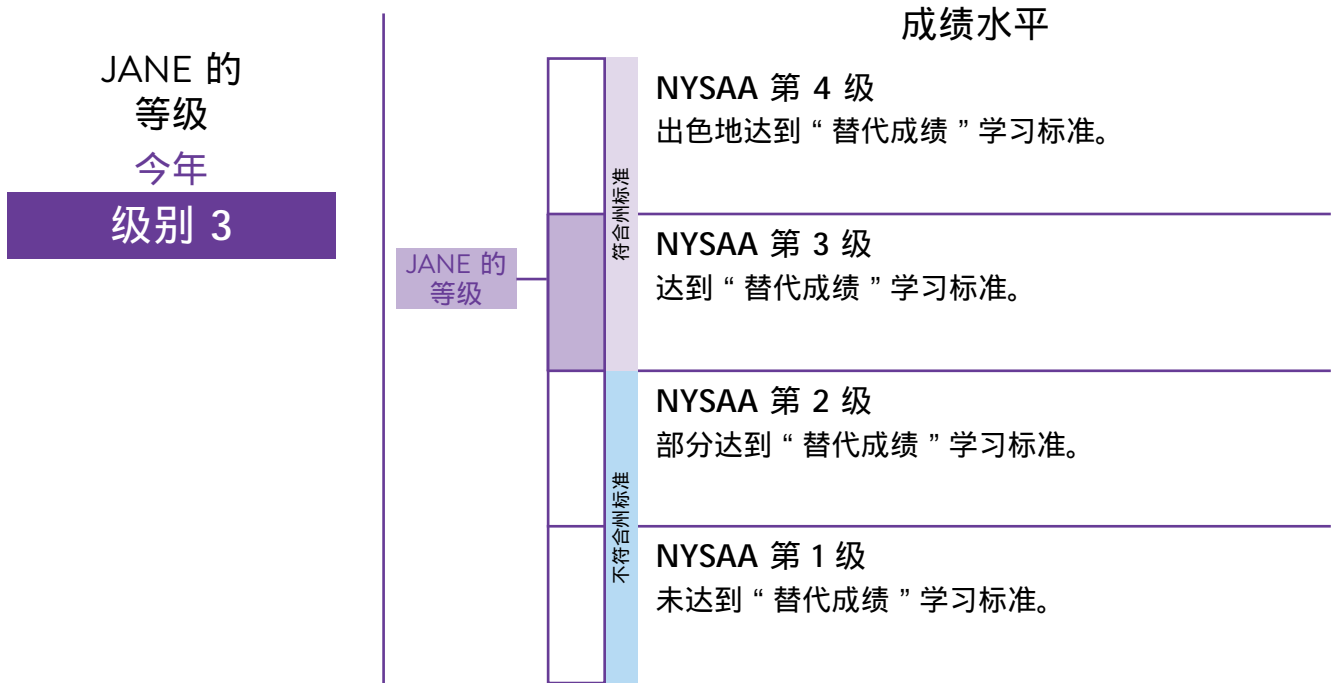 JANE 的
等级
今年
级别 3
成绩水平
NYSAA 第 4 级
出色地达到 “ 替代成绩 ” 学习标准。
符合州标准
NYSAA 第 3 级
达到 “ 替代成绩 ” 学习标准。
JANE 的
等级
NYSAA 第 2 级
部分达到 “ 替代成绩 ” 学习标准。
不符合州标准
NYSAA 第 1 级
未达到 “ 替代成绩 ” 学习标准。